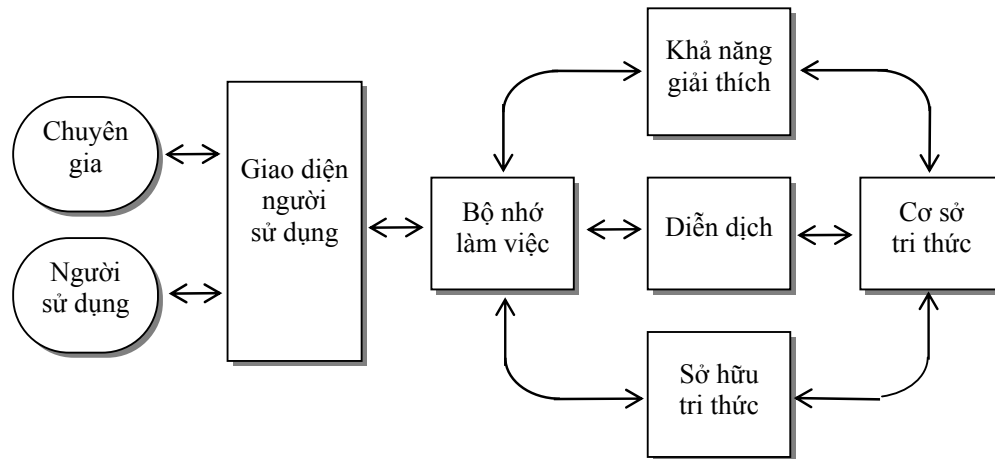 Chuyên
gia
Người
sử dụng
Giao diện
người
sử dụng
Bộ nhớ
làm việc
Khả năng
giải thích
Diễn dịch
Sở hữu
tri thức
Cơ sở
tri thức